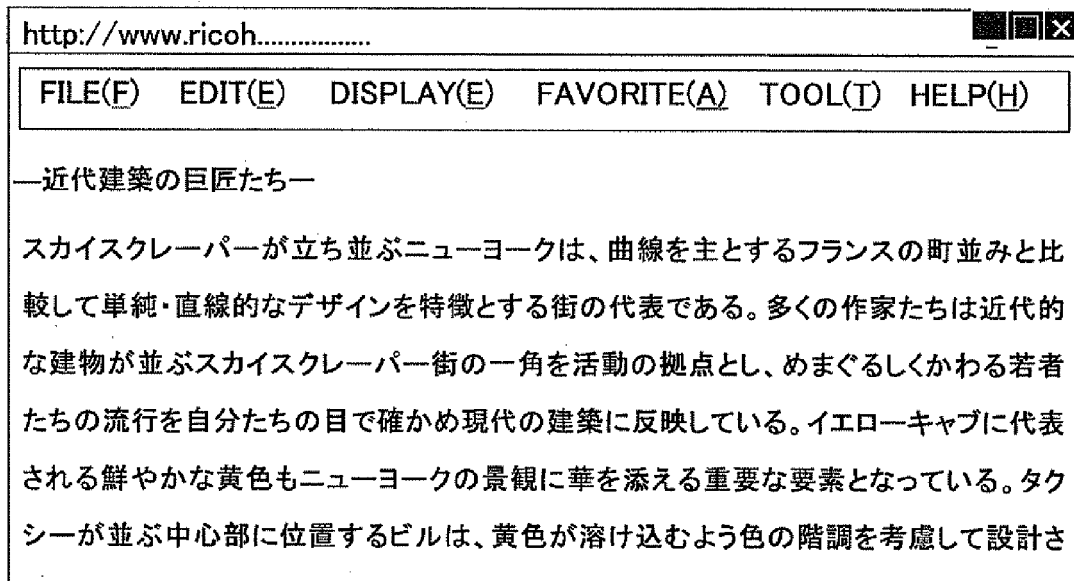 http://www.ricoh..................
FILE(F) EDIT(E) DISPLAY(E) FAVORITE(A) TOOL(T) HELP(H)
―近代建築の巨匠たち―
スカイスクレーパーが立ち並ぶニューヨークは、曲線を主とするフランスの町並みと比
較して単純・直線的なデザインを特徴とする街の代表である。多くの作家たちは近代的
な建物が並ぶスカイスクレーパー街の一角を活動の拠点とし、めまぐるしくかわる若者
たちの流行を自分たちの目で確かめ現代の建築に反映している。イエローキャブに代表
される鮮やかな黄色もニューヨークの景観に華を添える重要な要素となっている。タク
シーが並ぶ中心部に位置するビルは、黄色が溶け込むよう色の階調を考慮して設計さ